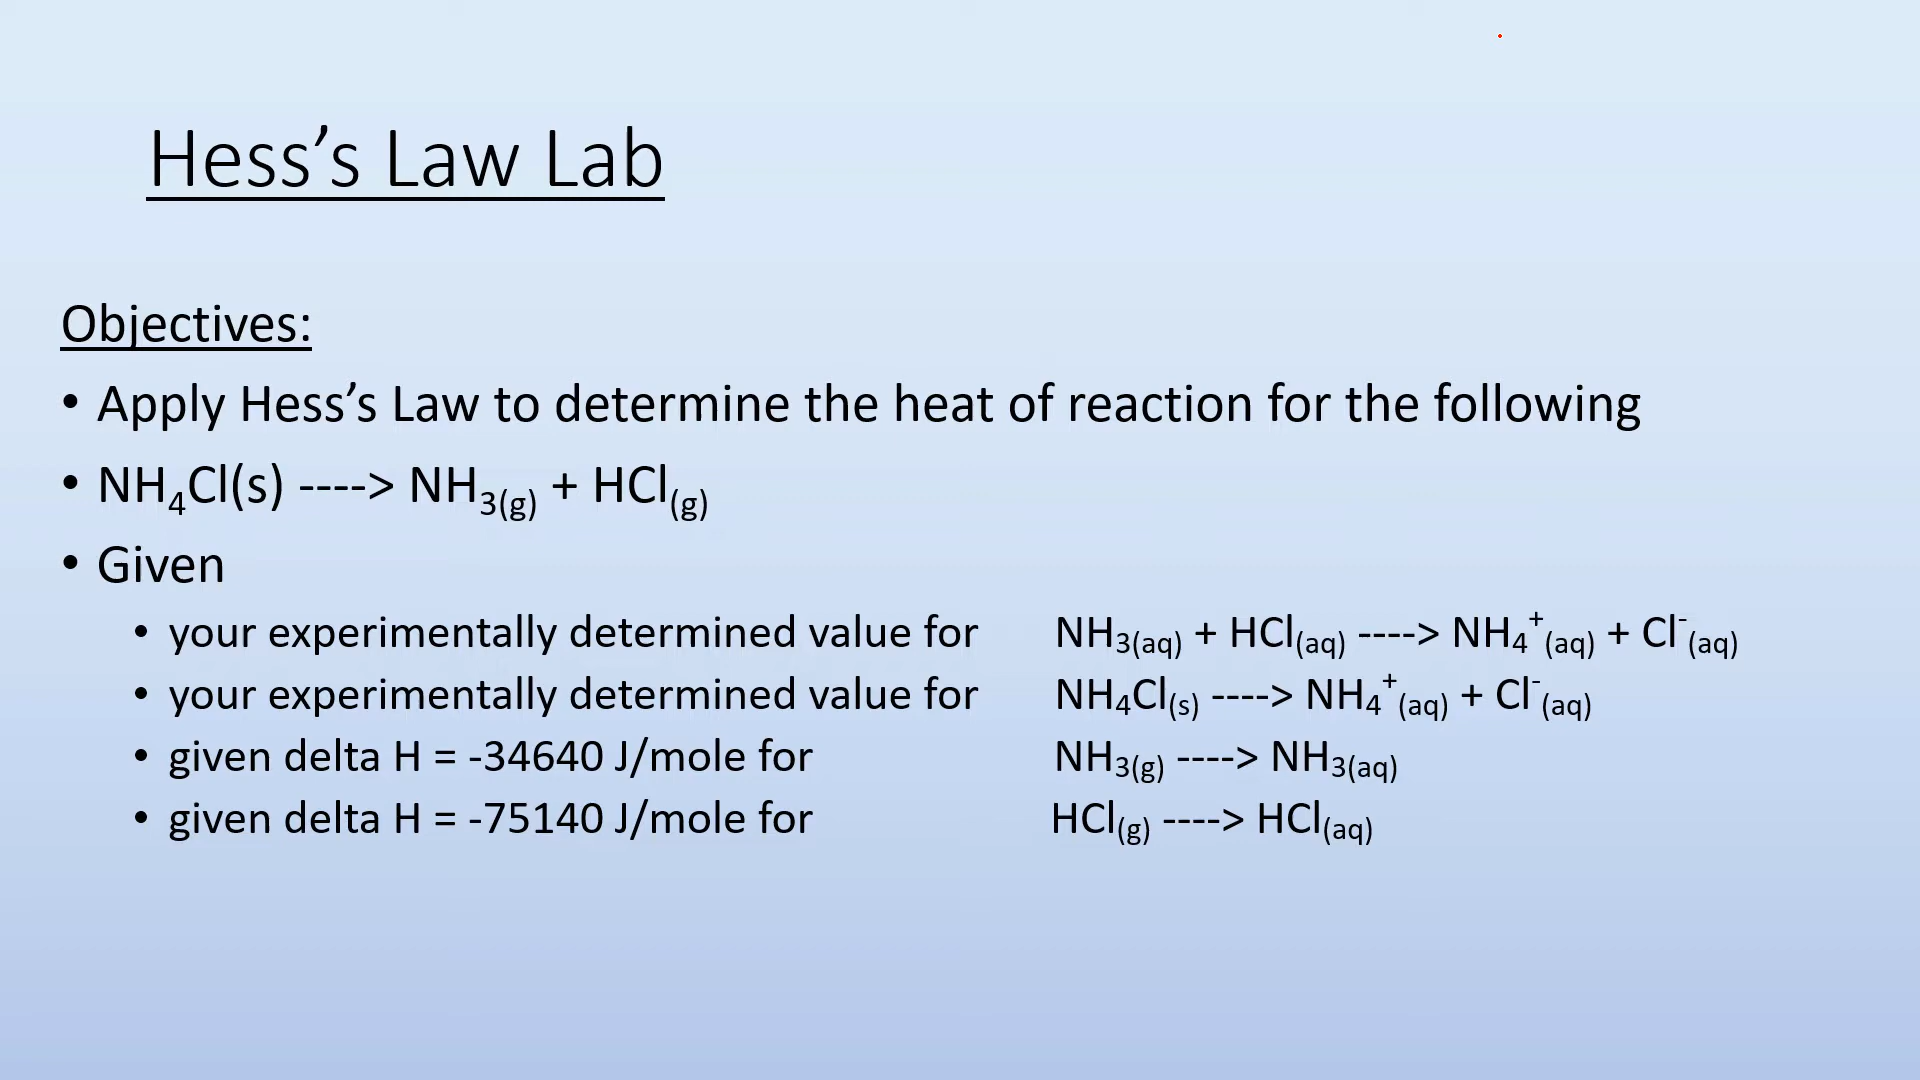 Hess’s Law Lab
Objectives:
• Apply Hess’s Law to determine the heat of reaction for the following
• NH₄Cl(s) ----> NH₃(g) + HCl(g)
• Given
• your experimentally determined value for NH₃(aq) + HCl(aq) ----> NH₄⁺(aq) + Cl⁻(aq)
• your experimentally determined value for NH₄Cl(s) ----> NH₄⁺(aq) + Cl⁻(aq)
• given delta H = -34640 J/mole for NH₃(g) ----> NH₃(aq)
• given delta H = -75140 J/mole for HCl(g) ----> HCl(aq)